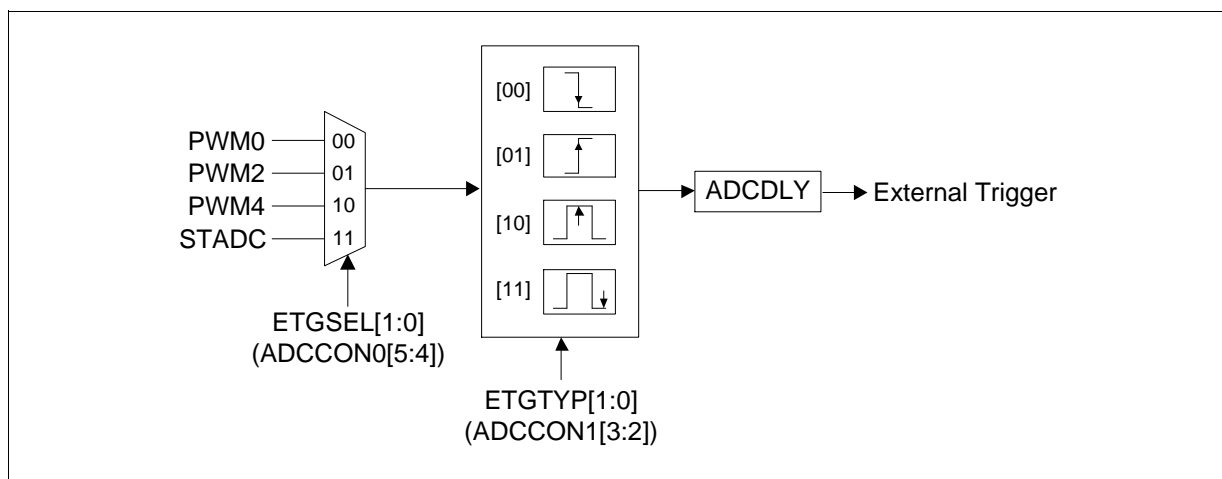 PWM0
PWM2
PWM4
STADC
00
01
10
11
ETGSEL[1:0]
(ADCCON0[5:4])
[00]
[01]
[10]
[11]
ETGTYP[1:0]
(ADCCON1[3:2])
ADCDLY
External Trigger